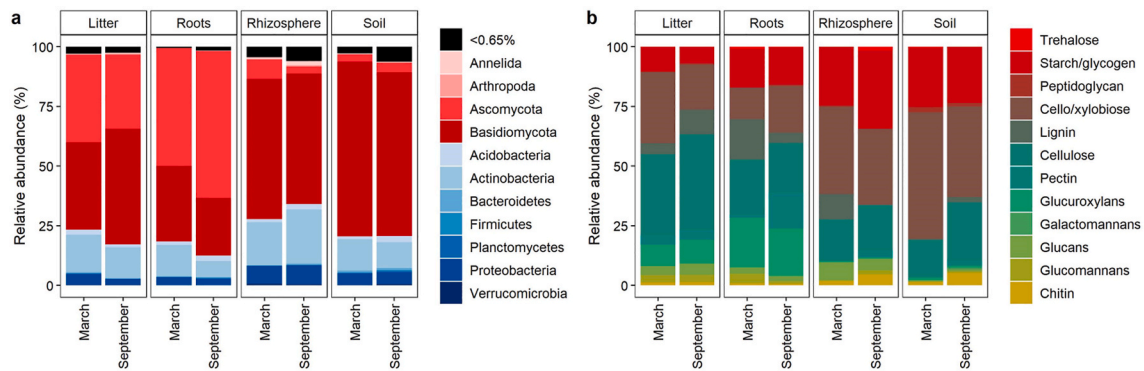 a
Litter
Roots
Rhizosphere
Soil
Relative abundance (%)
100
75
50
25
0
March
September
March
September
March
September
March
September
<0.65%
Annelida
Arthropoda
Ascomycota
Basidiomycota
Acidobacteria
Actinobacteria
Bacteroidetes
Firmicutes
Planctomycetes
Proteobacteria
Verrucomicrobia
b
Litter
Roots
Rhizosphere
Soil
Relative abundance (%)
100
75
50
25
0
March
September
March
September
March
September
March
September
Trehalose
Starch/glycogen
Peptidoglycan
Cello/xylobiose
Lignin
Cellulose
Pectin
Glucuroxylans
Galactomannans
Glucans
Glucomannans
Chitin